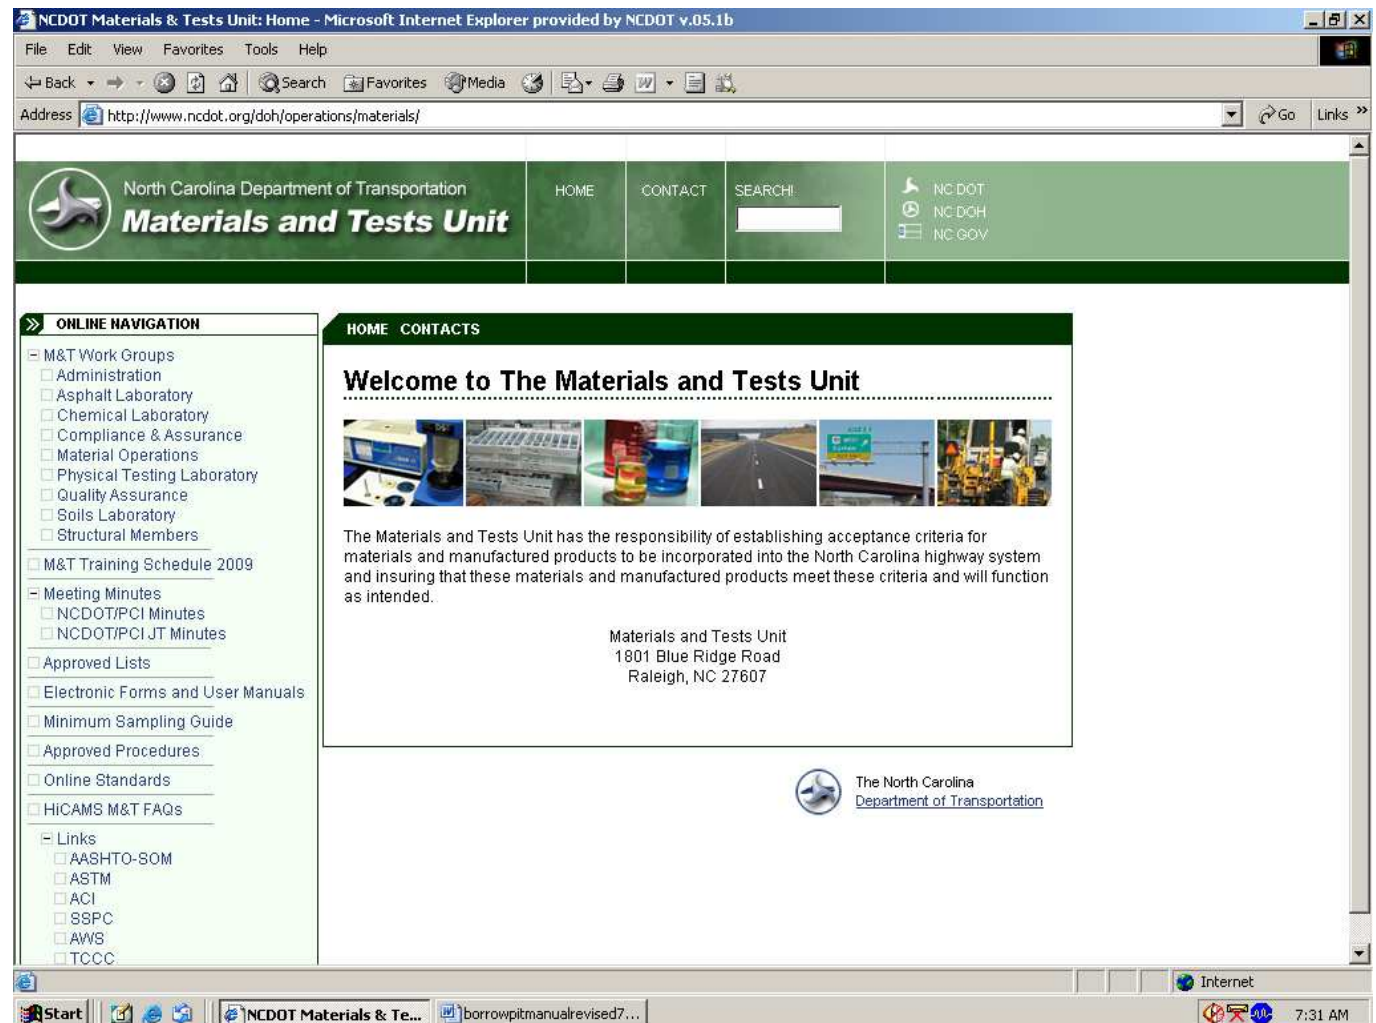 NCDOT Materials & Tests Unit: Home - Microsoft Internet Explorer provided by NCDOT v.05.1b
File Edit View Favorites Tools Help
Back Search Favorites Media
Address http://www.ncdot.org/doh/operations/materials/ Go Links »
North Carolina Department of Transportation
Materials and Tests Unit
HOME CONTACT SEARCH!
NC DOT
NC DOH
NC GOV
ONLINE NAVIGATION
M&T Work Groups
Administration
Asphalt Laboratory
Chemical Laboratory
Compliance & Assurance
Material Operations
Physical Testing Laboratory
Quality Assurance
Soils Laboratory
Structural Members
M&T Training Schedule 2009
Meeting Minutes
NCDOT/PCI Minutes
NCDOT/PCI JT Minutes
Approved Lists
Electronic Forms and User Manuals
Minimum Sampling Guide
Approved Procedures
Online Standards
HiCAMS M&T FAQs
Links
AASHTO-SOM
ASTM
ACI
SSPC
AWS
TCCC
HOME CONTACTS
Welcome to The Materials and Tests Unit
The Materials and Tests Unit has the responsibility of establishing acceptance criteria for
materials and manufactured products to be incorporated into the North Carolina highway system
and insuring that these materials and manufactured products meet these criteria and will function
as intended.
Materials and Tests Unit
1801 Blue Ridge Road
Raleigh, NC 27607
The North Carolina
Department of Transportation
Internet
Start NCDOT Materials & Te... borrowpitmanualrevised7... 7:31 AM